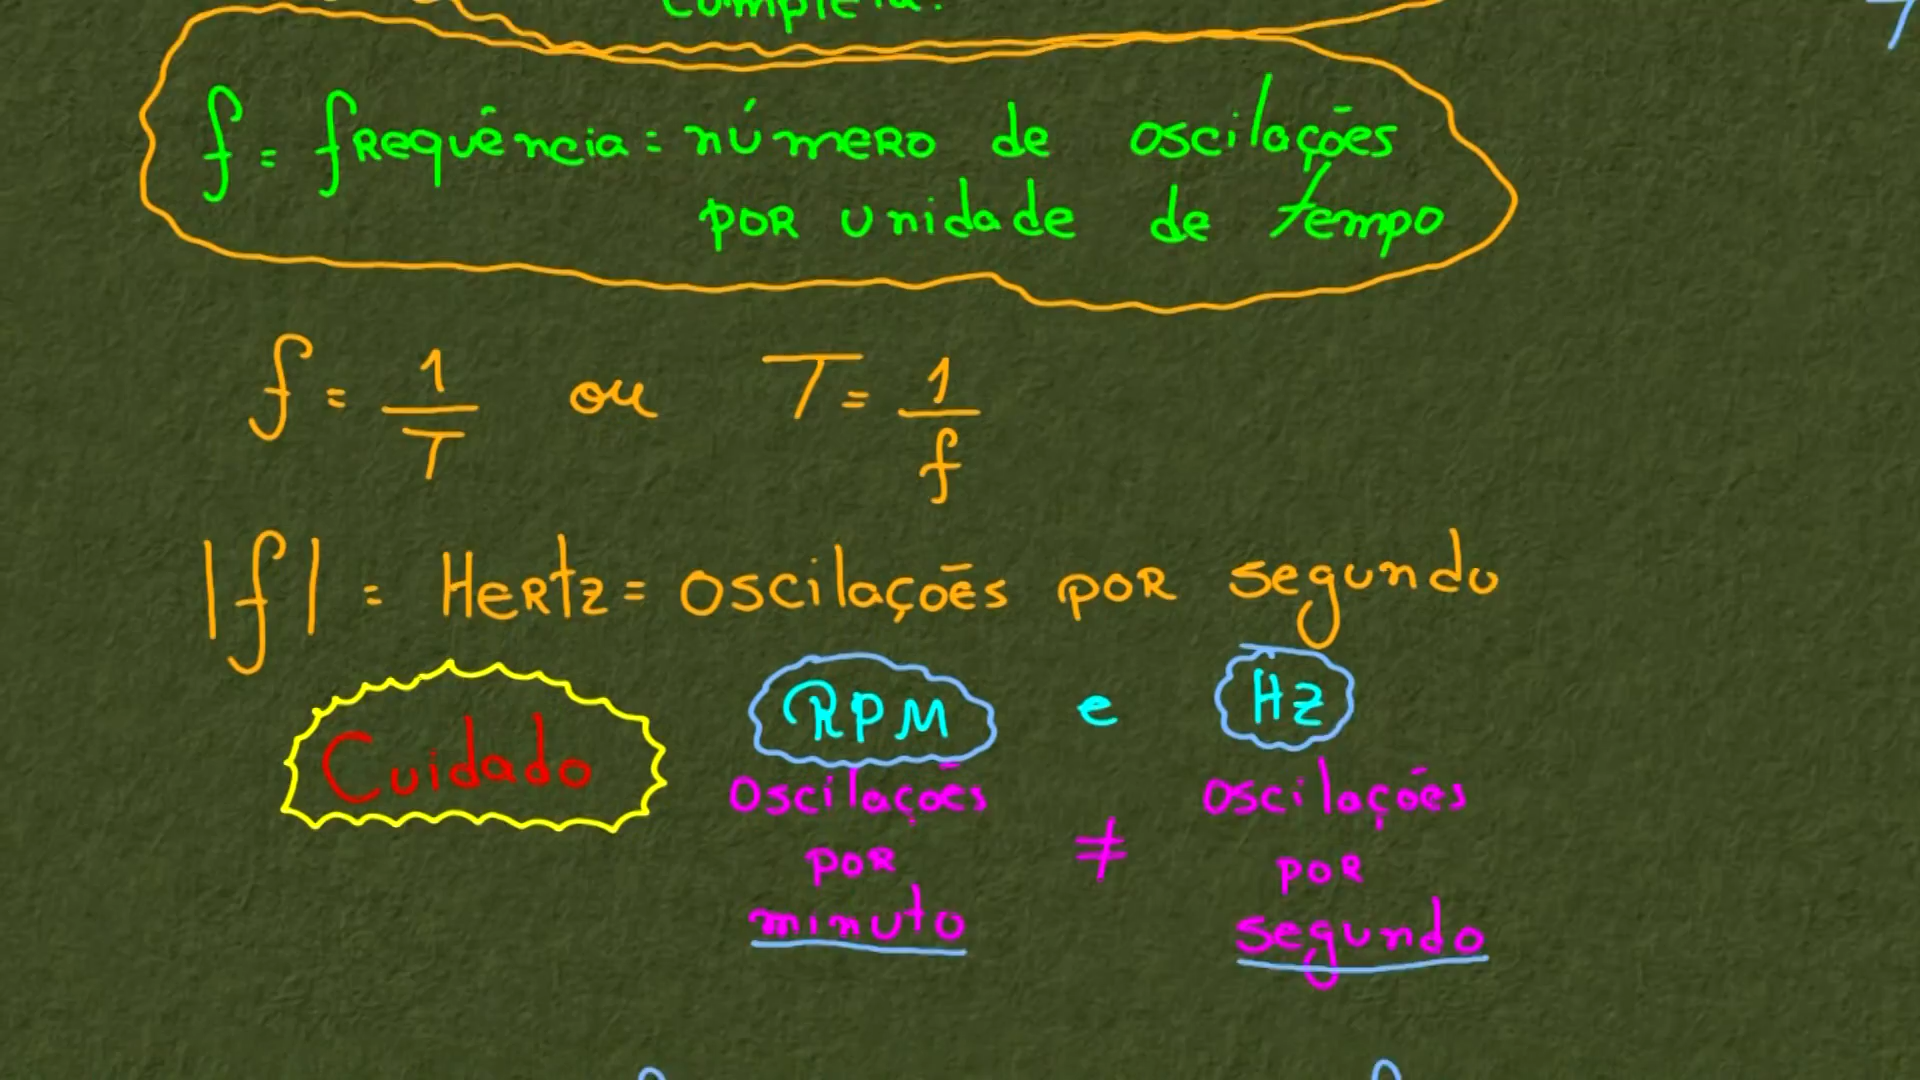 completa.
f = frequência = número de oscilações
por unidade de tempo
f = 1/T ou T = 1/f
|f| = Hertz = oscilações por segundo
Cuidado RPM e Hz
oscilações ≠ oscilações
por por
minuto segundo